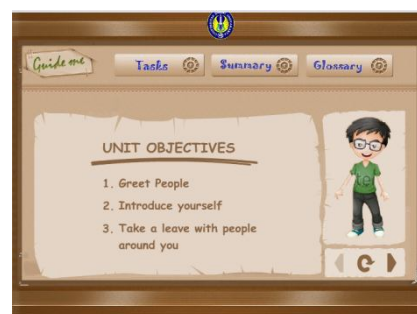 Guide me
Tasks
Summary
Glossary
UNIT OBJECTIVES
1. Greet People
2. Introduce yourself
3. Take a leave with people
around you